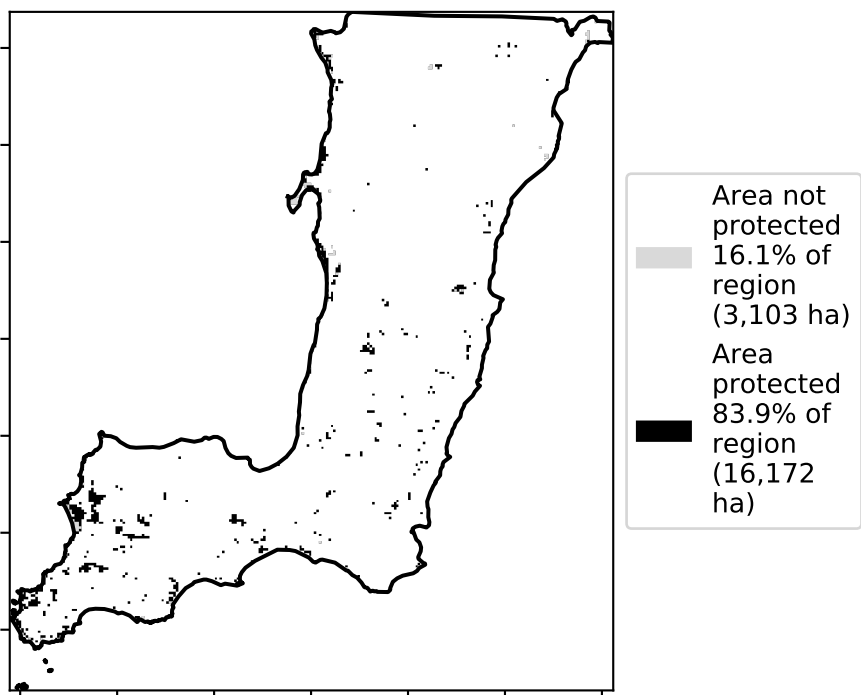 Area not
protected
16.1% of
region
(3,103 ha)
Area
protected
83.9% of
region
(16,172
ha)